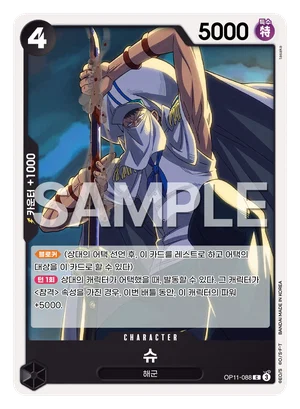 4
5000
특수
特
카운터 +1000
SAMPLE
블로커 (상대의 어택 선언 후, 이 카드를 레스트로 하고 어택의
대상을 이 카드로 할 수 있다)
턴 1회 상대의 캐릭터가 어택했을 때, 발동할 수 있다. 그 캐릭터가
<참격> 속성을 가진 경우, 이번 배틀 동안, 이 캐릭터의 파워
+5000.
CHARACTER
슈
해군
OP11-088
BANDAI MADE IN KOREA